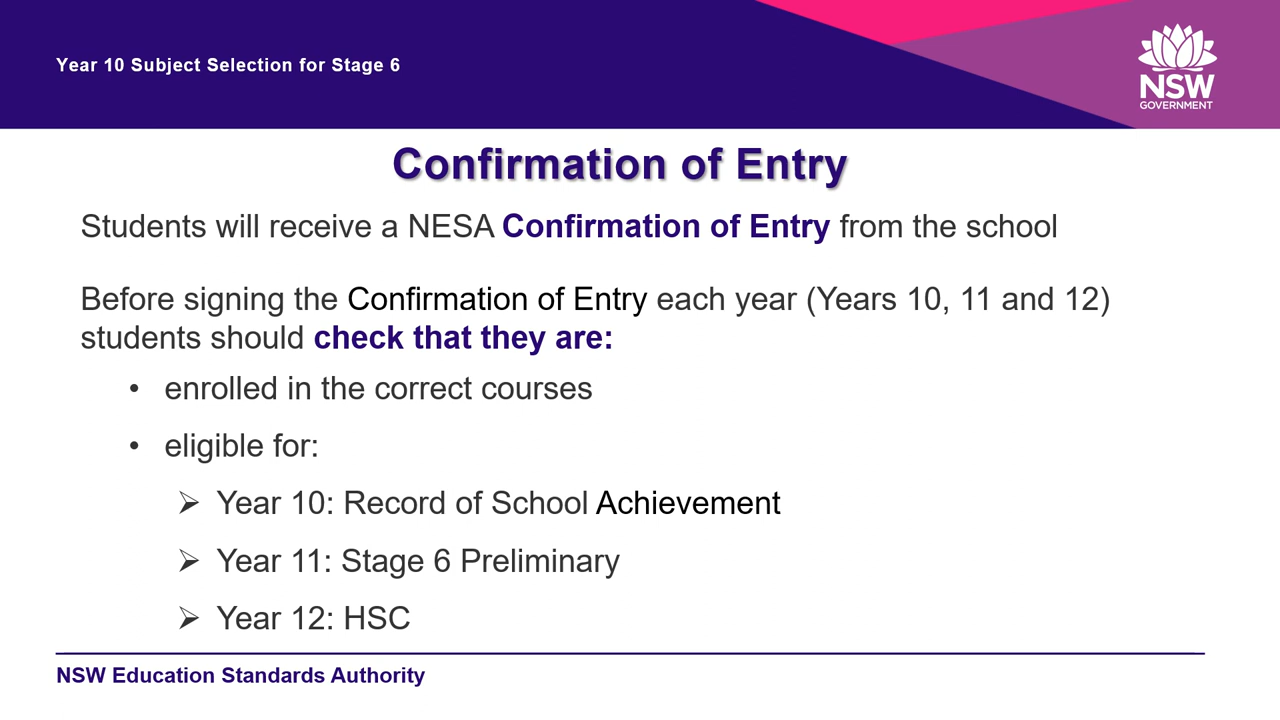 Year 10 Subject Selection for Stage 6
NSW
GOVERNMENT
Confirmation of Entry
Students will receive a NESA Confirmation of Entry from the school
Before signing the Confirmation of Entry each year (Years 10, 11 and 12)
students should check that they are:
• enrolled in the correct courses
• eligible for:
➢ Year 10: Record of School Achievement
➢ Year 11: Stage 6 Preliminary
➢ Year 12: HSC
NSW Education Standards Authority